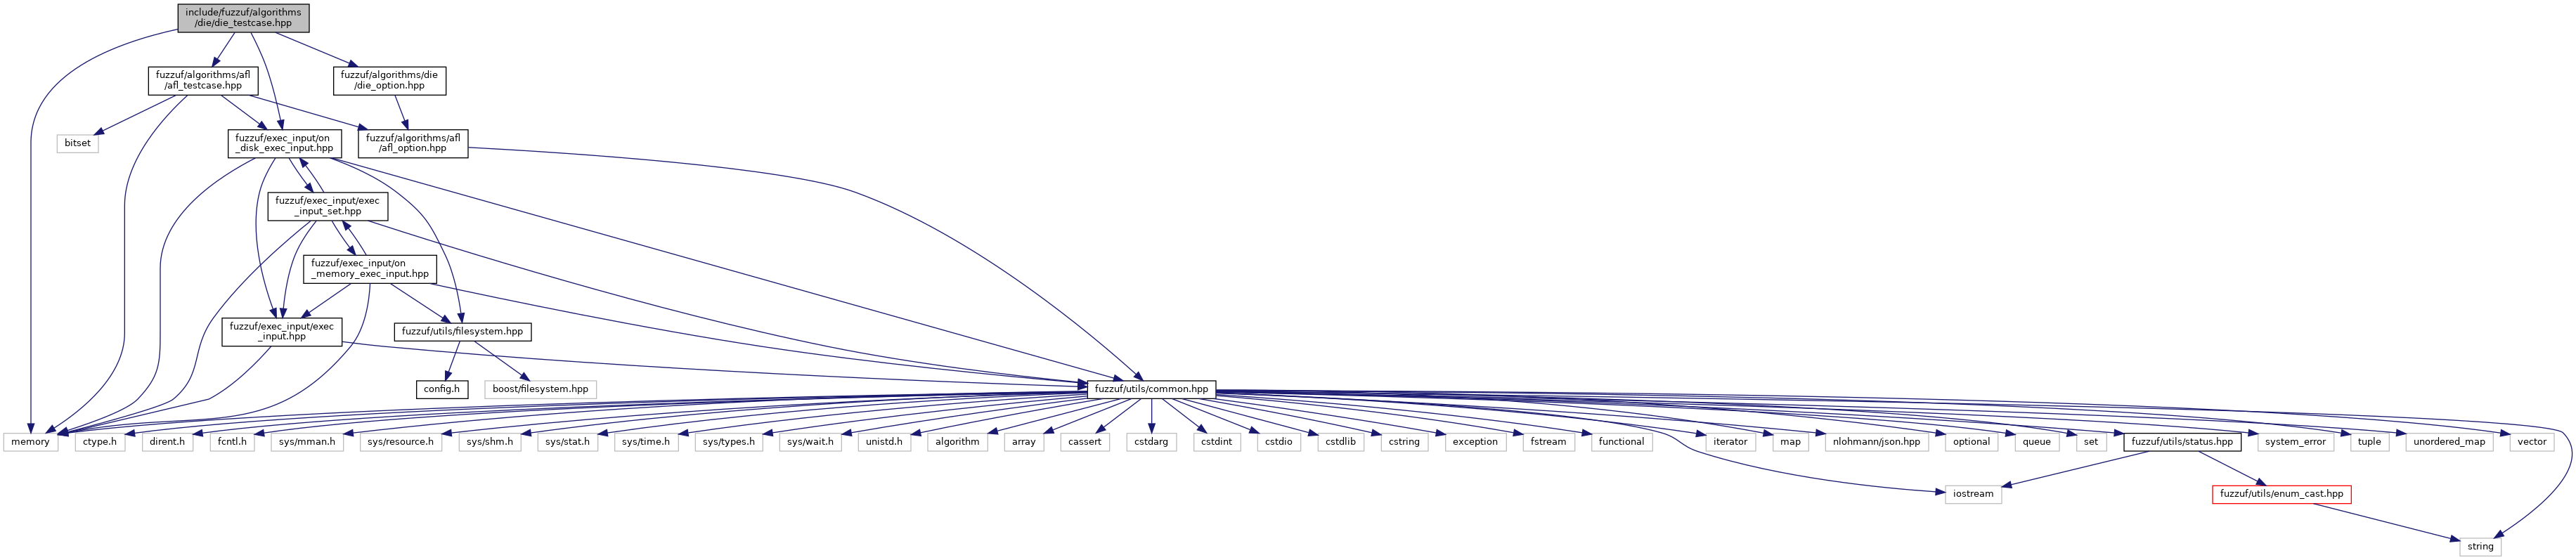 include/fuzzuf/algorithms
/die/die_testcase.hpp
fuzzuf/algorithms/afl
/afl_testcase.hpp
fuzzuf/algorithms/die
/die_option.hpp
bitset
fuzzuf/exec_input/on
_disk_exec_input.hpp
fuzzuf/algorithms/afl
/afl_option.hpp
fuzzuf/exec_input/exec
_input_set.hpp
fuzzuf/exec_input/on
_memory_exec_input.hpp
fuzzuf/exec_input/exec
_input.hpp
fuzzuf/utils/filesystem.hpp
config.h
boost/filesystem.hpp
fuzzuf/utils/common.hpp
memory
ctype.h
dirent.h
fcntl.h
sys/mman.h
sys/resource.h
sys/shm.h
sys/stat.h
sys/time.h
sys/types.h
sys/wait.h
unistd.h
algorithm
array
cassert
cstdarg
cstdint
cstdio
cstdlib
cstring
exception
fstream
functional
iterator
map
nlohmann/json.hpp
optional
queue
set
fuzzuf/utils/status.hpp
system_error
tuple
unordered_map
vector
iostream
fuzzuf/utils/enum_cast.hpp
string